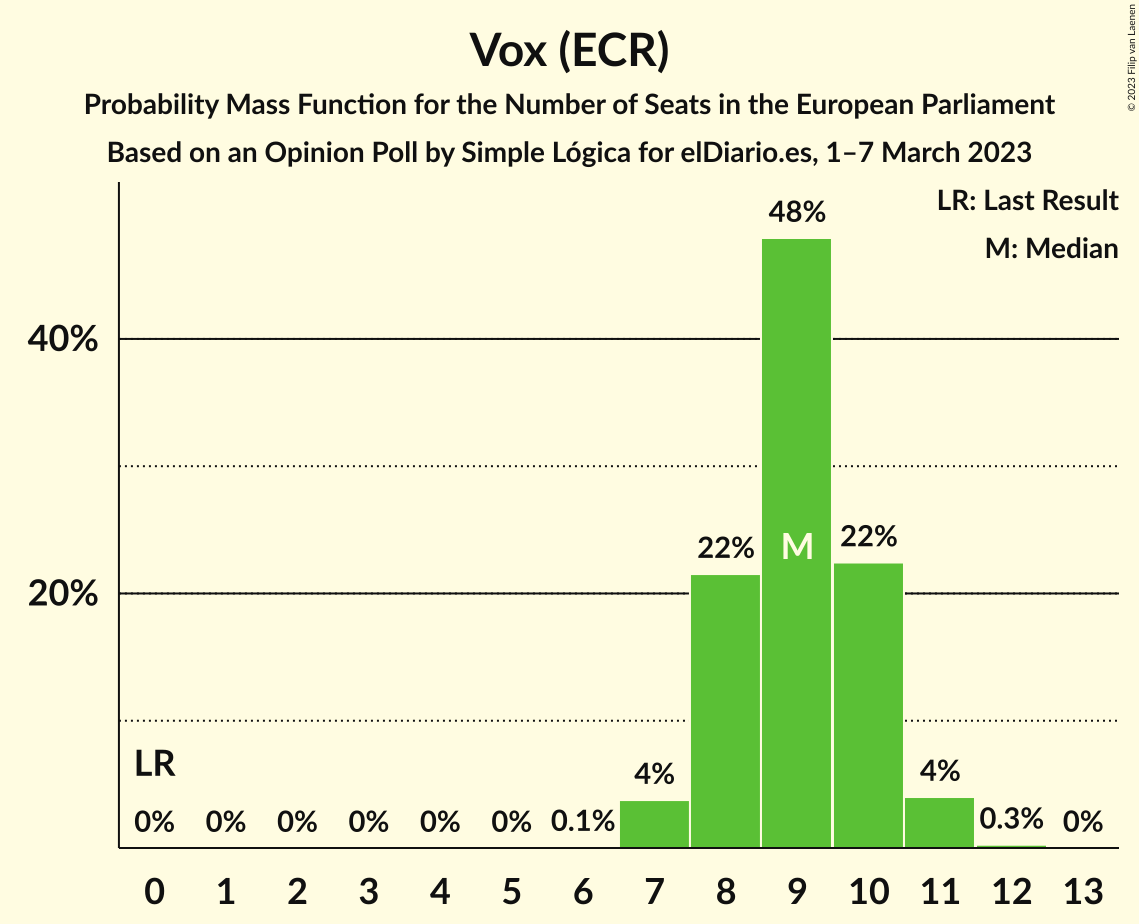 Vox (ECR)
Probability Mass Function for the Number of Seats in the European Parliament
Based on an Opinion Poll by Simple Lógica for elDiario.es, 1–7 March 2023
© 2023 Filip van Laenen
LR: Last Result
M: Median
48%
40%
22%
M
22%
20%
LR
4%
4%
0% 0% 0% 0% 0% 0% 0.1% 0.3% 0%
0 1 2 3 4 5 6 7 8 9 10 11 12 13